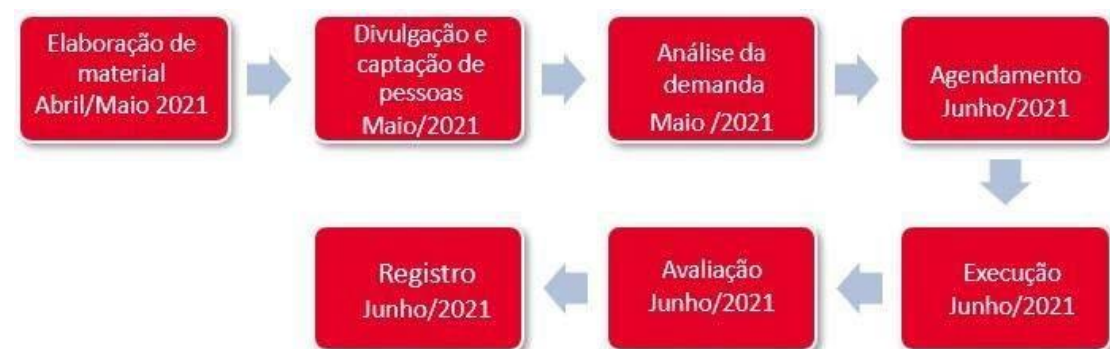 Elaboração de
material
Abril/Maio 2021
Divulgação e
captação de
pessoas
Maio/2021
Análise da
demanda
Maio /2021
Agendamento
Junho/2021
Execução
Junho/2021
Avaliação
Junho/2021
Registro
Junho/2021